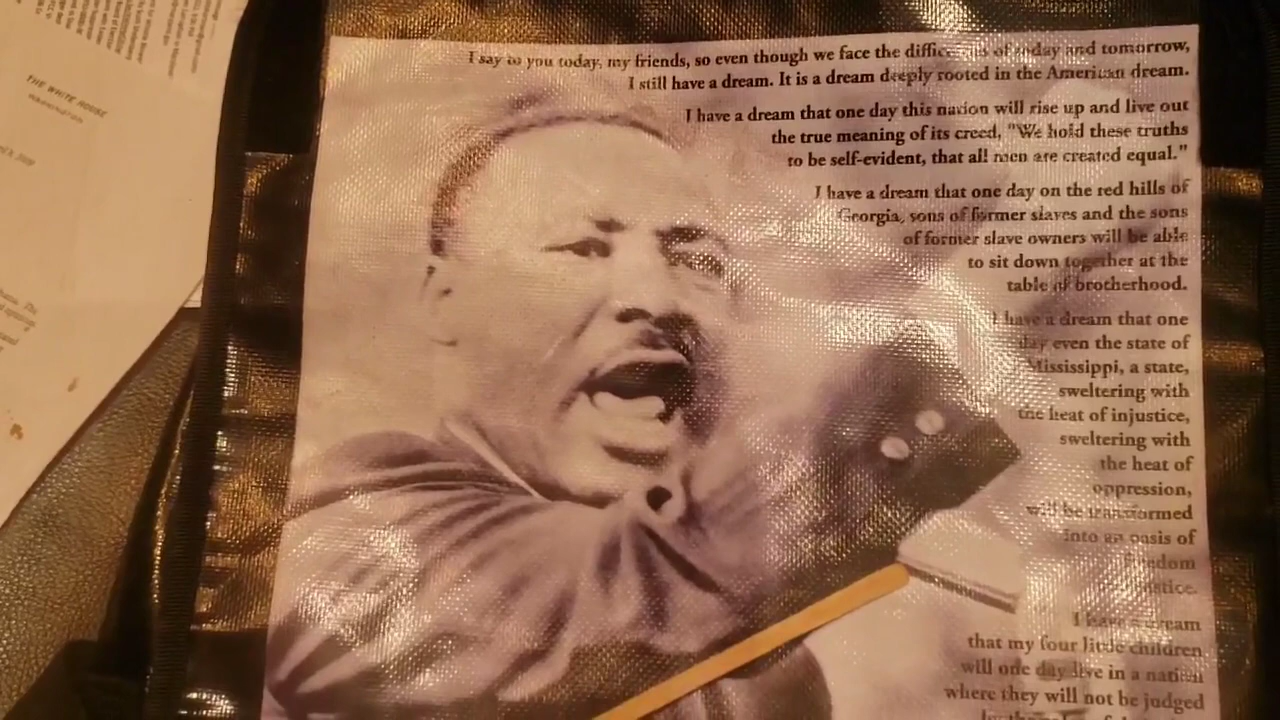 THE WHITE HOUSE
WASHINGTON
I say to you today, my friends, so even though we face the of today and tomorrow,
I still have a dream. It is a dream deeply rooted in the American dream.
I have a dream that one day this nation will rise up and live out
the true meaning of its creed, "We hold these truths
to be self-evident, that all men are created equal."
I have a dream that one day on the red hills of
Georgia, sons of former slaves and the sons
of former slave owners will be able
to sit down together at the
table of brotherhood.
I have a dream that one
day even the state of
Mississippi, a state,
sweltering with
the heat of injustice,
sweltering with
the heat of
oppression,
will be transformed
into an oasis of
freedom
I have a dream
that my four little children
will one day live in a nation
where they will not be judged